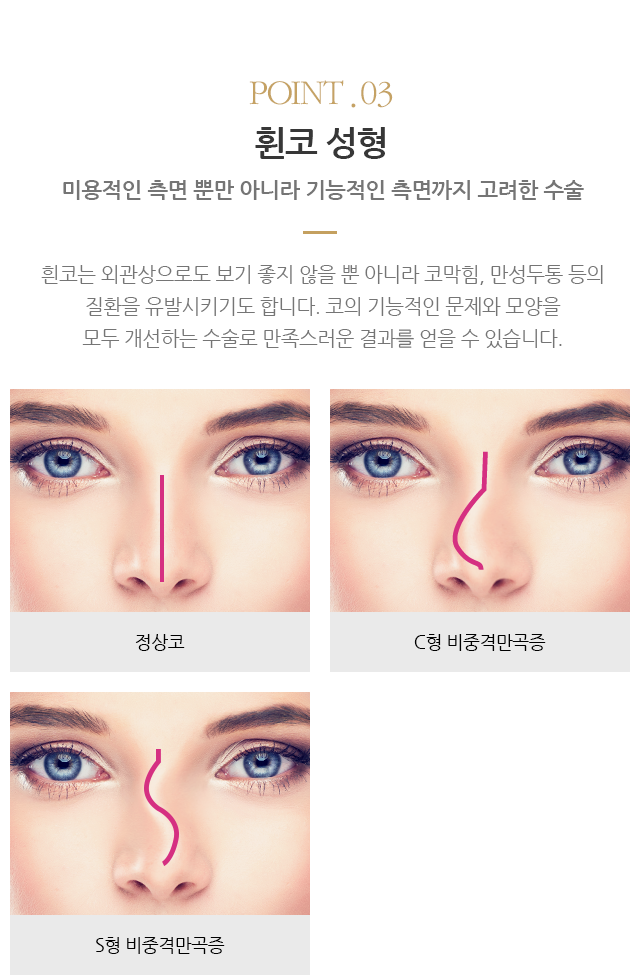 POINT .03
휜코 성형
미용적인 측면 뿐만 아니라 기능적인 측면까지 고려한 수술
흰코는 외관상으로도 보기 좋지 않을 뿐 아니라 코막힘, 만성두통 등의
질환을 유발시키기도 합니다. 코의 기능적인 문제와 모양을
모두 개선하는 수술로 만족스러운 결과를 얻을 수 있습니다.
정상코
C형 비중격만곡증
S형 비중격만곡증